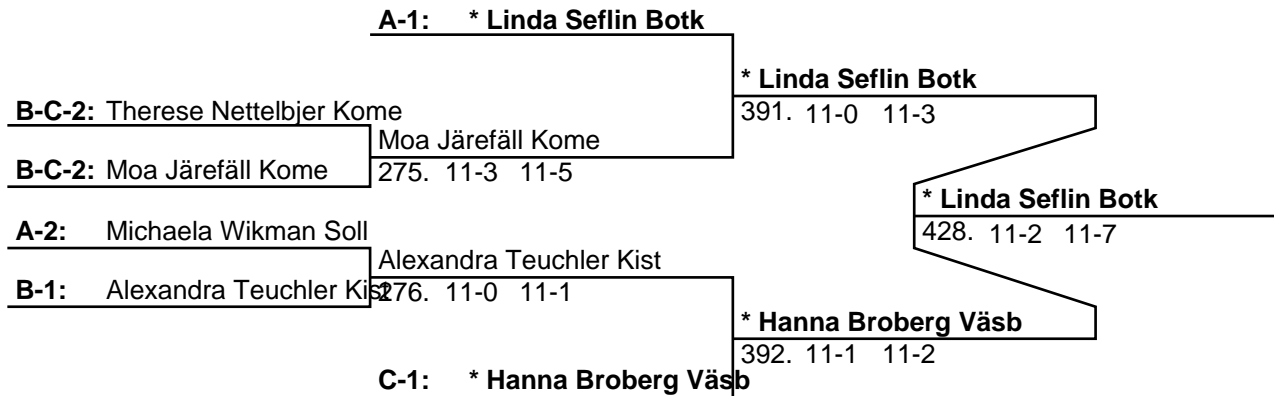 A-1: * Linda Seflin Botk
* Linda Seflin Botk
391. 11-0 11-3
B-C-2: Therese Nettelbjer Kome
Moa Järefäll Kome
275. 11-3 11-5
B-C-2: Moa Järefäll Kome
* Linda Seflin Botk
428. 11-2 11-7
A-2: Michaela Wikman Soll
Alexandra Teuchler Kist
276. 11-0 11-1
B-1: Alexandra Teuchler Kist
* Hanna Broberg Väsb
392. 11-1 11-2
C-1: * Hanna Broberg Väsb